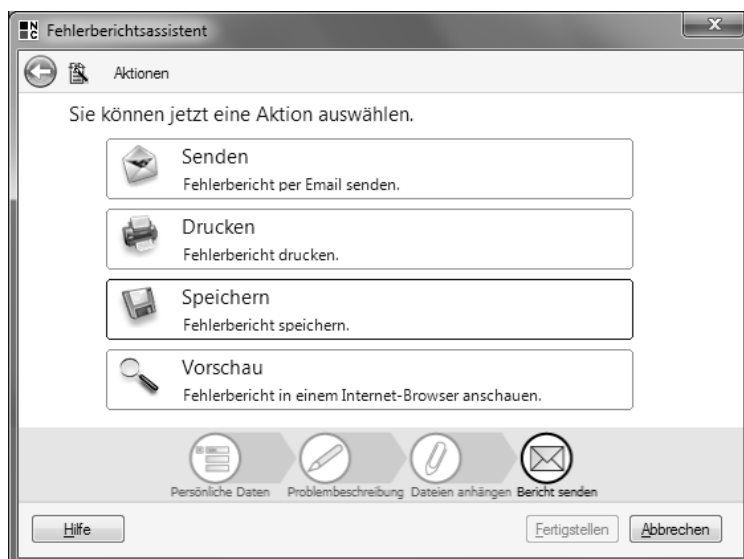 NC Fehlerberichtsassistent
Aktionen
Sie können jetzt eine Aktion auswählen.
Senden
Fehlerbericht per Email senden.
Drucken
Fehlerbericht drucken.
Speichern
Fehlerbericht speichern.
Vorschau
Fehlerbericht in einem Internet-Browser anschauen.
Persönliche Daten Problembeschreibung Dateien anhängen Bericht senden
Hilfe Fertigstellen Abbrechen